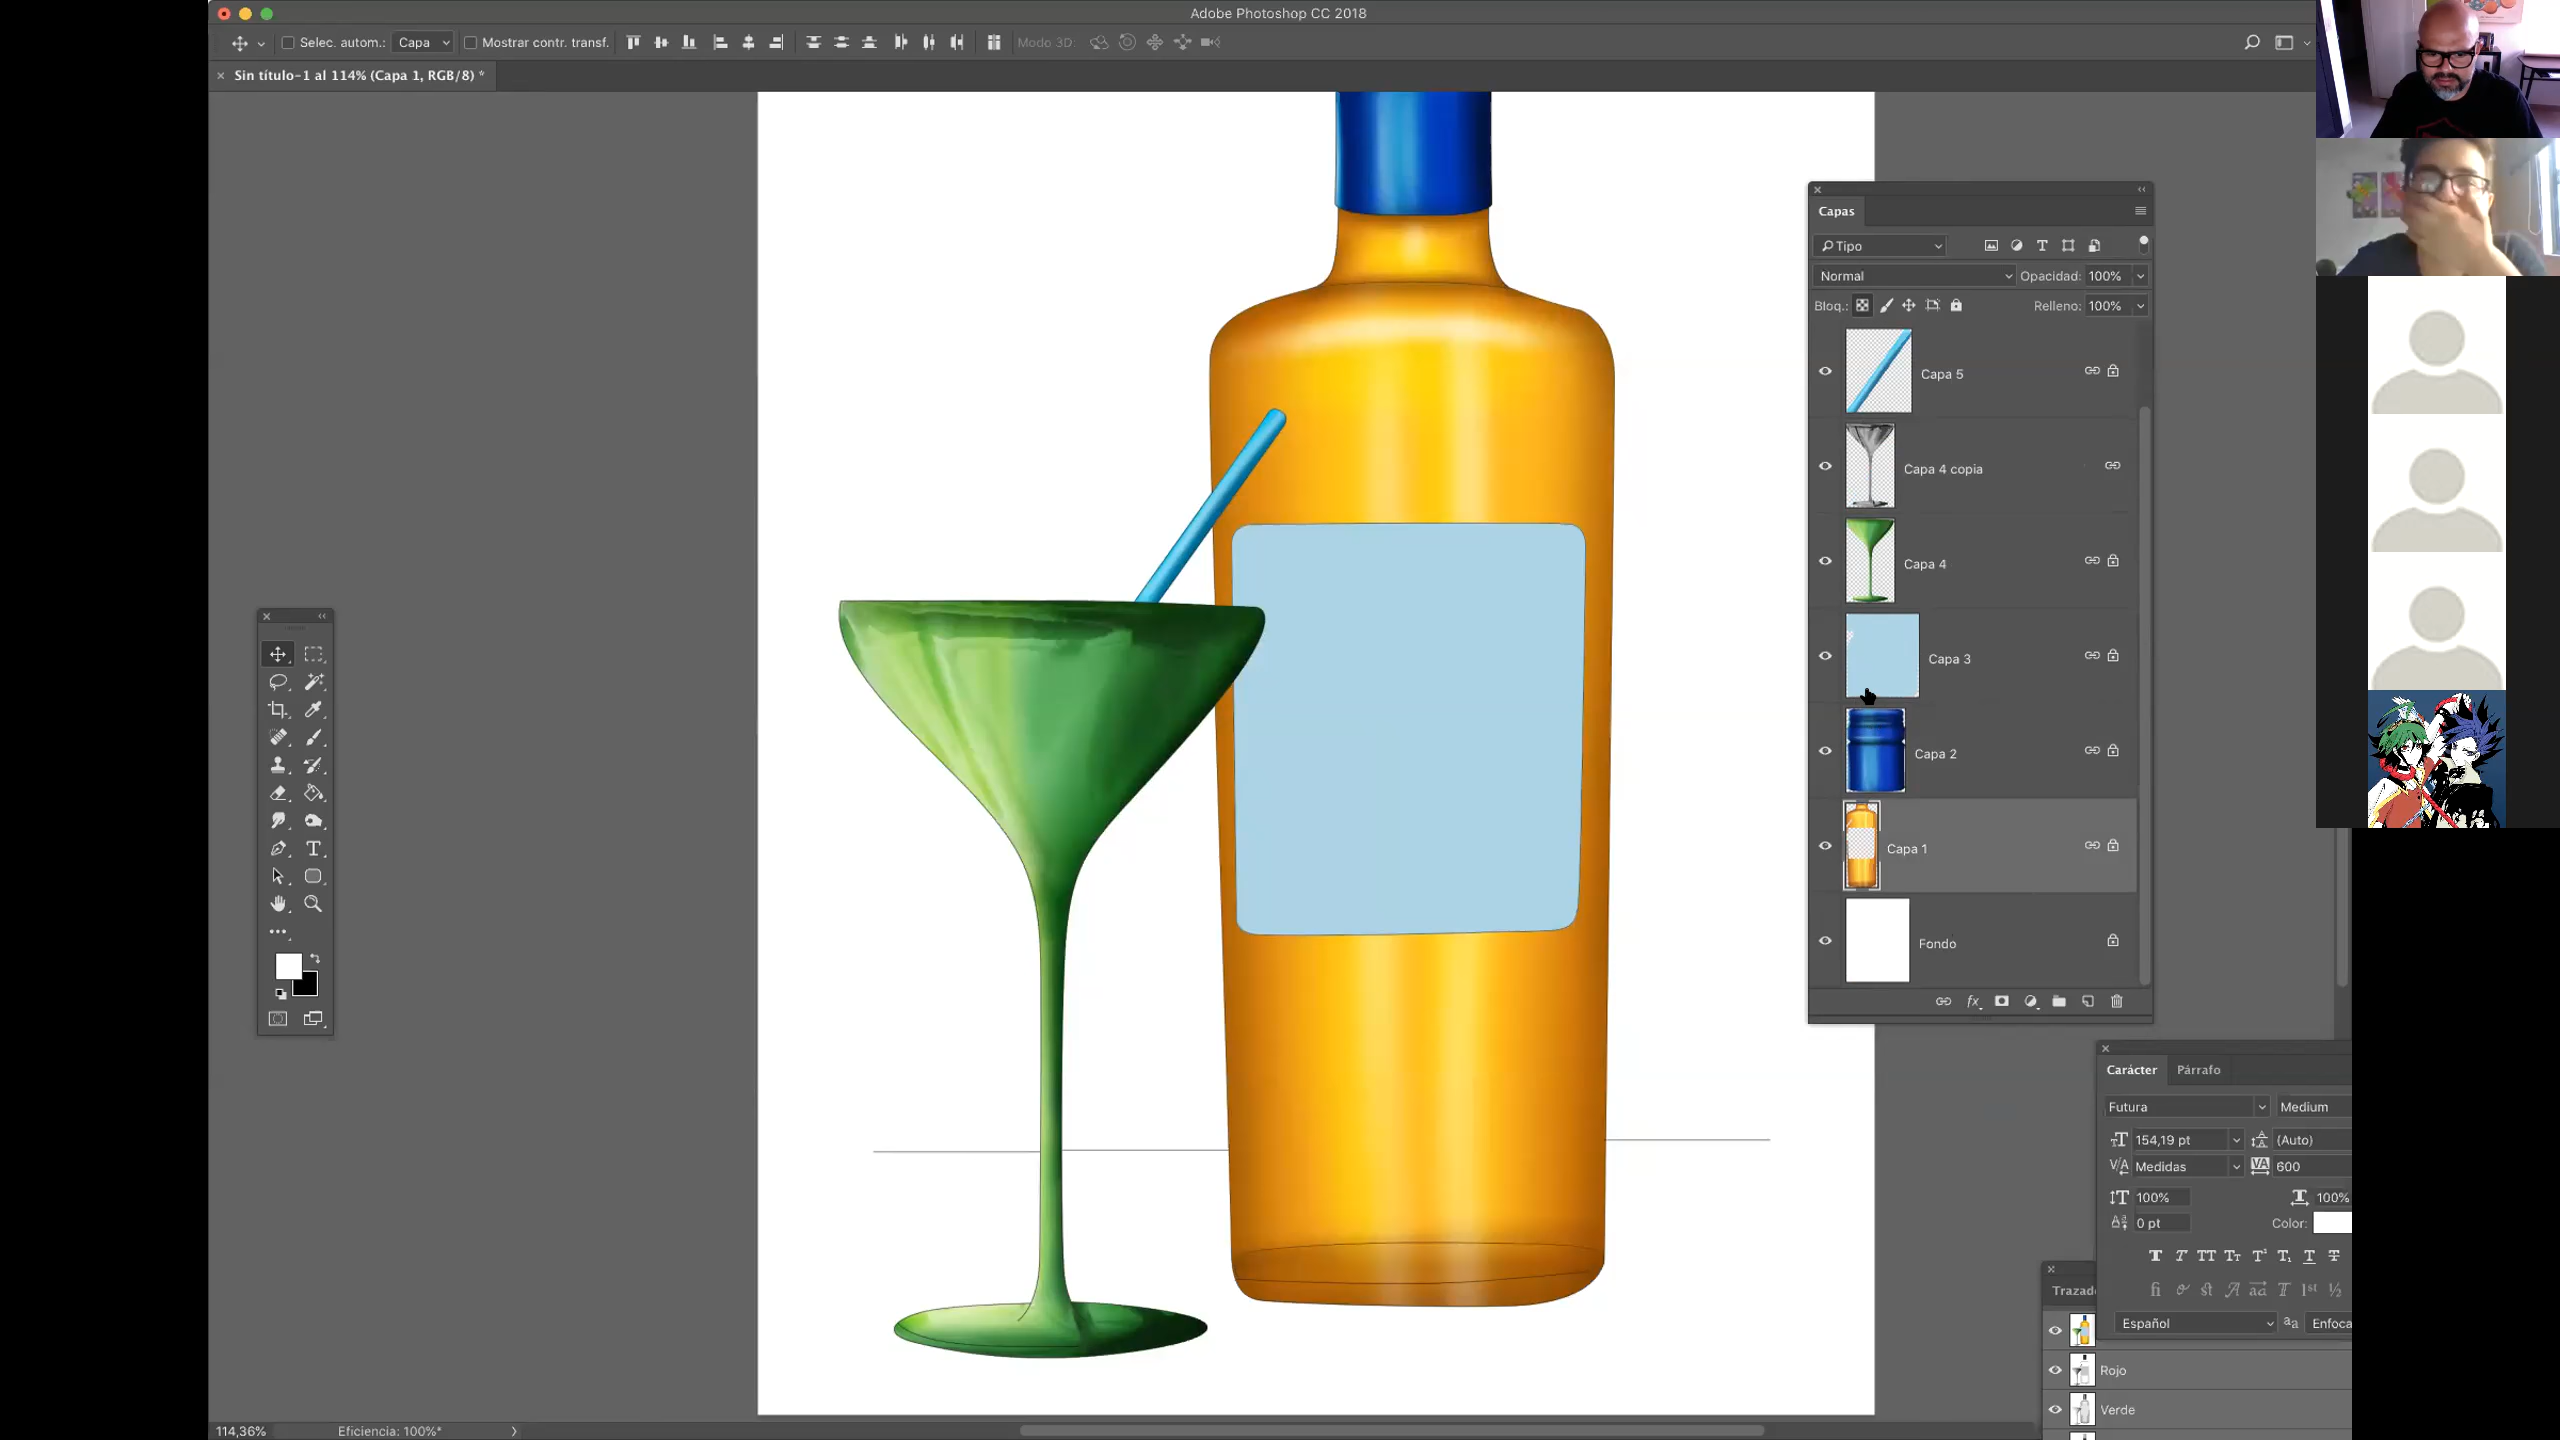 Adobe Photoshop CC 2018
Selec. autom.: Capa Mostrar contr. transf. Modo 3D:
× Sin título-1 al 114% (Capa 1, RGB/8) *
Capas
Tipo
Normal Opacidad: 100%
Bloq.: Relleno: 100%
Capa 5
Capa 4 copia
Capa 4
Capa 3
Capa 2
Capa 1
Fondo
Carácter Párrafo
Futura Medium
154,19 pt (Auto)
Medidas 600
100% 100%
0 pt Color:
Español aa Enfoca
Trazad
Rojo
Verde
114,36% Eficiencia: 100%*